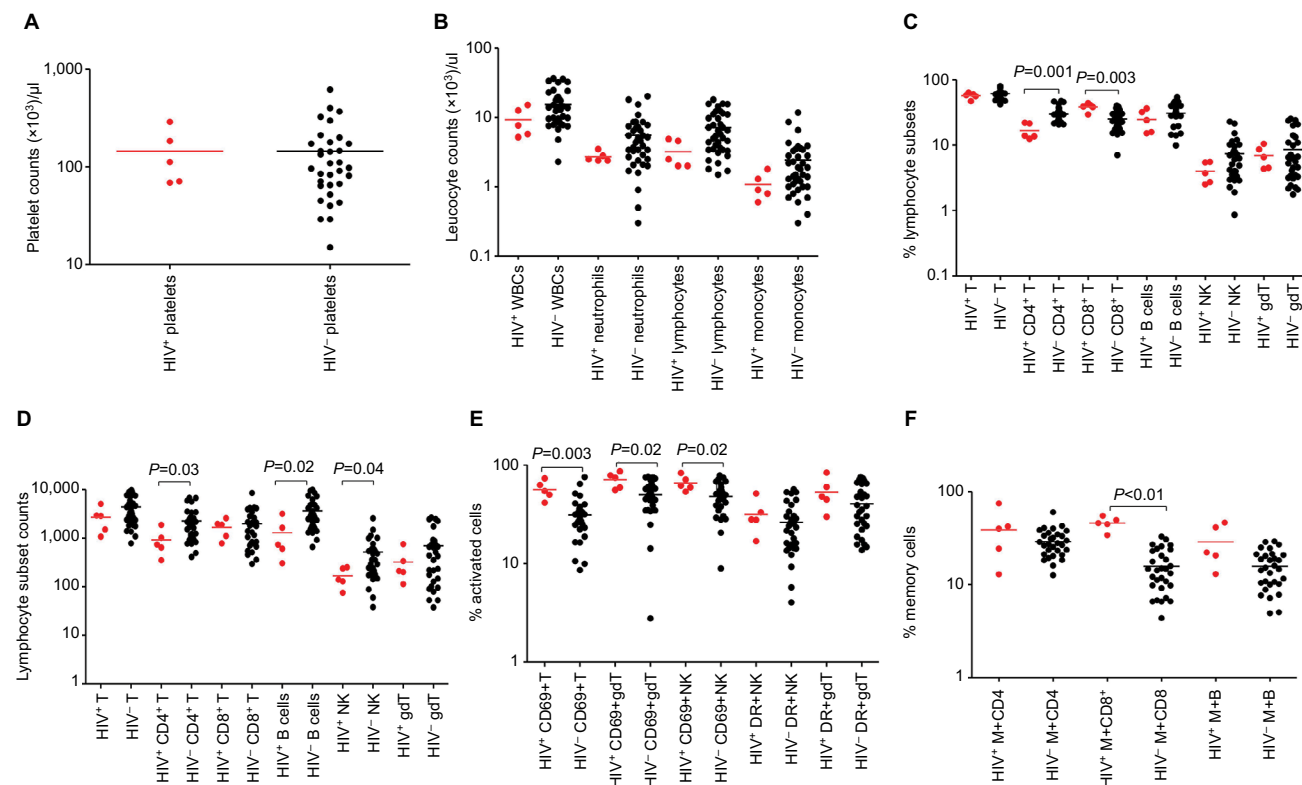 A
Platelet counts (×10³)/µl
1,000
100
10
HIV⁺ platelets
HIV⁻ platelets
B
Leucocyte counts (×10³)/ul
100
10
1
0.1
HIV⁺ WBCs
HIV⁻ WBCs
HIV⁺ neutrophils
HIV⁻ neutrophils
HIV⁺ lymphocytes
HIV⁻ lymphocytes
HIV⁺ monocytes
HIV⁻ monocytes
C
% lymphocyte subsets
100
10
1
0.1
P=0.001
P=0.003
HIV⁺ T
HIV⁻ T
HIV⁺ CD4⁺ T
HIV⁻ CD4⁺ T
HIV⁺ CD8⁺ T
HIV⁻ CD8⁺ T
HIV⁺ B cells
HIV⁻ B cells
HIV⁺ NK
HIV⁻ NK
HIV⁺ gdT
HIV⁻ gdT
D
Lymphocyte subset counts
10,000
1,000
100
10
1
P=0.03
P=0.02
P=0.04
HIV⁺ T
HIV⁻ T
HIV⁺ CD4⁺ T
HIV⁻ CD4⁺ T
HIV⁺ CD8⁺ T
HIV⁻ CD8⁺ T
HIV⁺ B cells
HIV⁻ B cells
HIV⁺ NK
HIV⁻ NK
HIV⁺ gdT
HIV⁻ gdT
E
% activated cells
100
10
1
P=0.003
P=0.02
P=0.02
HIV⁺ CD69+T
HIV⁻ CD69+T
HIV⁺ CD69+gdT
HIV⁻ CD69+gdT
HIV⁺ CD69+NK
HIV⁻ CD69+NK
HIV⁺ DR+NK
HIV⁻ DR+NK
HIV⁺ DR+gdT
HIV⁻ DR+gdT
F
% memory cells
100
10
1
P<0.01
HIV⁺ M+CD4
HIV⁻ M+CD4
HIV⁺ M+CD8⁺
HIV⁻ M+CD8
HIV⁺ M+B
HIV⁻ M+B